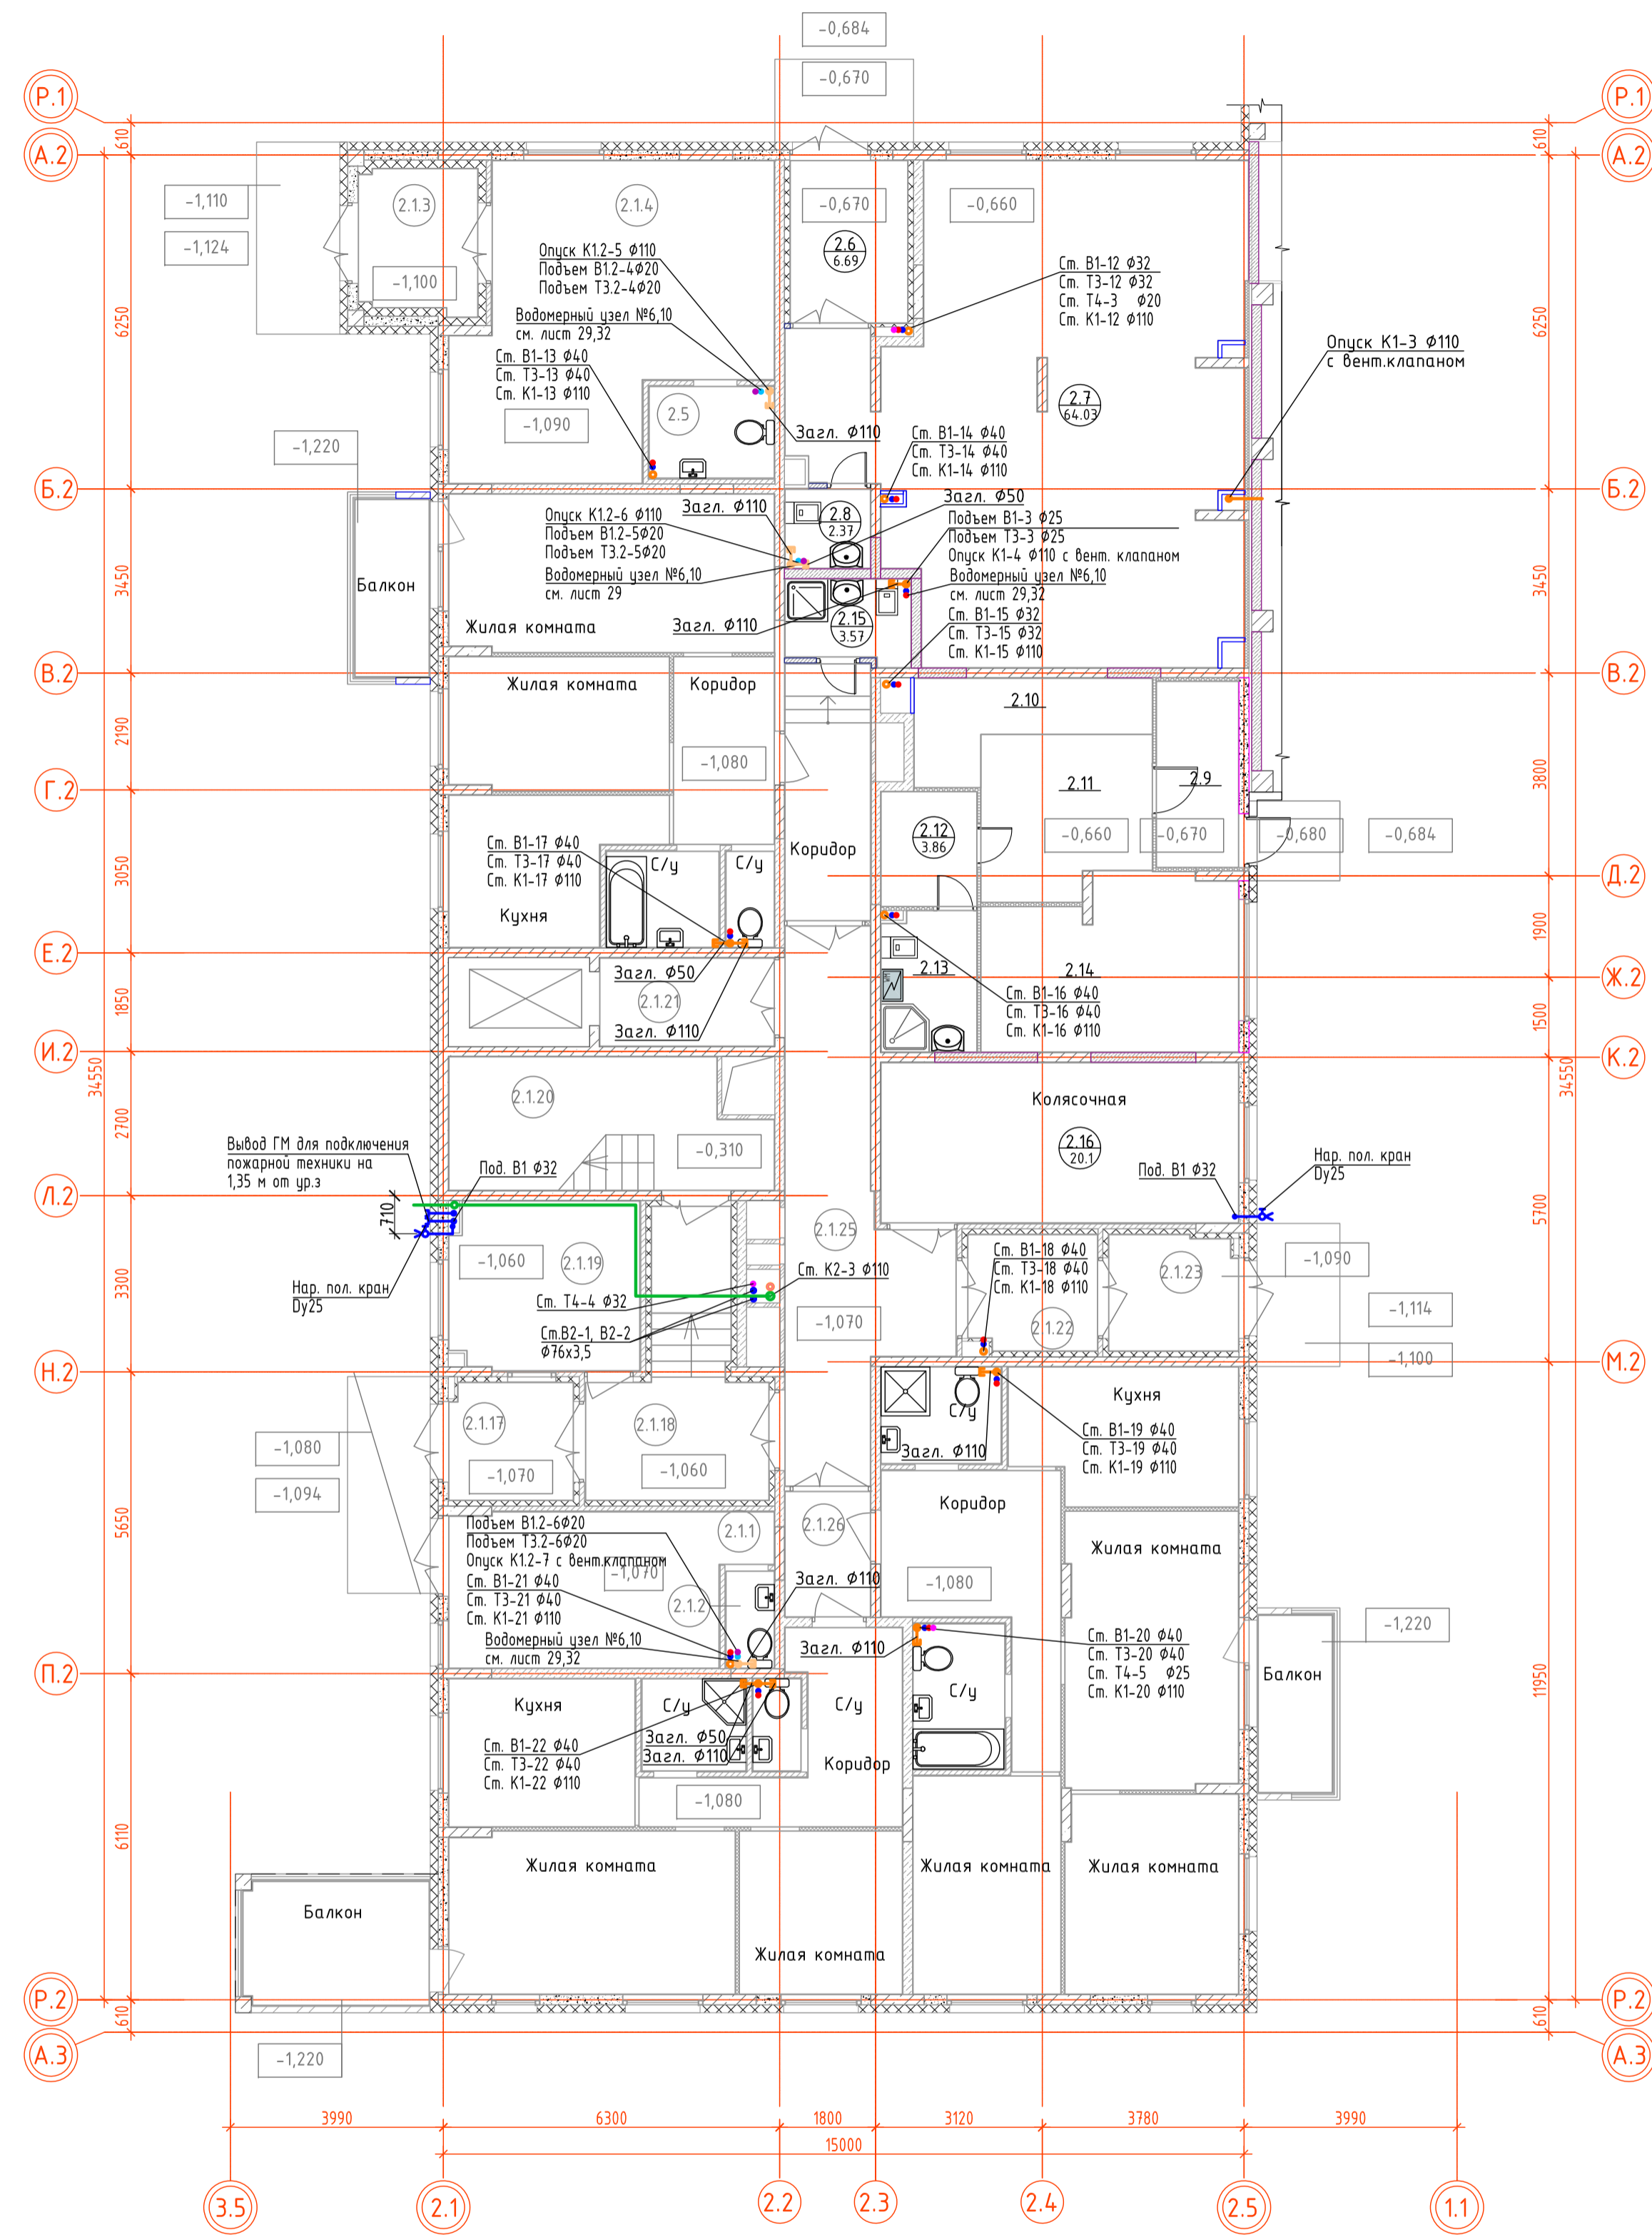 -0,684
-0,670
Р.1
Р.1
610
610
А.2
А.2
-1,110
-1,124
2.1.3
2.1.4
-1,100
-0,670
-0,660
2.6
6.69
Опуск К1.2-5 Ф110
Подъем В1.2-4Ф20
Подъем Т3.2-4Ф20
Водомерный узел №6,10
см. лист 29,32
Ст. В1-13 Ф40
Ст. Т3-13 Ф40
Ст. К1-13 Ф110
Ст. В1-12 Ф32
Ст. Т3-12 Ф32
Ст. Т4-3 Ф20
Ст. К1-12 Ф110
6250
6250
Опуск К1-3 Ф110
с вент.клапаном
2.5
-1,090
2.7
64.03
-1,220
Загл. Ф110
Ст. В1-14 Ф40
Ст. Т3-14 Ф40
Ст. К1-14 Ф110
Б.2
Б.2
Загл. Ф50
Загл. Ф110
Опуск К1.2-6 Ф110
Подъем В1.2-5Ф20
Подъем Т3.2-5Ф20
Водомерный узел №6,10
см. лист 29
2.8
2.37
Подъем В1-3 Ф25
Подъем Т3-3 Ф25
Опуск К1-4 Ф110 с вент. клапаном
Водомерный узел №6,10
см. лист 29,32
Балкон
3450
3450
Жилая комната
Загл. Ф110
2.15
3.57
Ст. В1-15 Ф32
Ст. Т3-15 Ф32
Ст. К1-15 Ф110
В.2
В.2
Жилая комната
Коридор
2.10
2190
-1,080
2.11
2.9
3800
Г.2
Ст. В1-17 Ф40
Ст. Т3-17 Ф40
Ст. К1-17 Ф110
С/у
С/у
Коридор
2.12
3.86
-0,660
-0,670
-0,680
-0,684
3050
Д.2
Кухня
1900
Е.2
Загл. Ф50
2.13
2.14
Ж.2
1850
2.1.21
Загл. Ф110
Ст. В1-16 Ф40
Ст. Т3-16 Ф40
Ст. К1-16 Ф110
1500
И.2
К.2
34550
34550
2.1.20
Колясочная
2700
-0,310
2.16
20.1
Вывод ГМ для подключения
пожарной техники на
1,35 м от ур.з
Под. В1 Ф32
Под. В1 Ф32
Нар. пол. кран
Dy25
Л.2
710
5700
2.1.25
-1,060
2.1.19
Ст. К2-3 Ф110
Ст. В1-18 Ф40
Ст. Т3-18 Ф40
Ст. К1-18 Ф110
2.1.23
-1,090
3300
Нар. пол. кран
Dy25
Ст. Т4-4 Ф32
Ст.В2-1, В2-2
Ф76х3,5
-1,070
2.1.22
-1,114
-1,100
Н.2
М.2
2.1.17
2.1.18
-1,080
-1,070
-1,060
-1,094
С/у
Загл. Ф110
Кухня
Ст. В1-19 Ф40
Ст. Т3-19 Ф40
Ст. К1-19 Ф110
Коридор
5650
Подъем В1.2-6Ф20
Подъем Т3.2-6Ф20
Опуск К1.2-7 с вент.клапаном
-1,070
2.1.1
2.1.26
Жилая комната
Ст. В1-21 Ф40
Ст. Т3-21 Ф40
Ст. К1-21 Ф110
2.1.2
Загл. Ф110
-1,080
-1,220
Водомерный узел №6,10
см. лист 29,32
Загл. Ф110
Ст. В1-20 Ф40
Ст. Т3-20 Ф40
Ст. Т4-5 Ф25
Ст. К1-20 Ф110
П.2
Балкон
11950
Кухня
С/у
С/у
С/у
Ст. В1-22 Ф40
Ст. Т3-22 Ф40
Ст. К1-22 Ф110
Загл. Ф50
Загл. Ф110
Коридор
-1,080
6110
Жилая комната
Жилая комната
Жилая комната
Балкон
Жилая комната
Р.2
Р.2
610
610
А.3
А.3
-1,220
3990
6300
1800
3120
3780
3990
15000
3.5
2.1
2.2
2.3
2.4
2.5
1.1